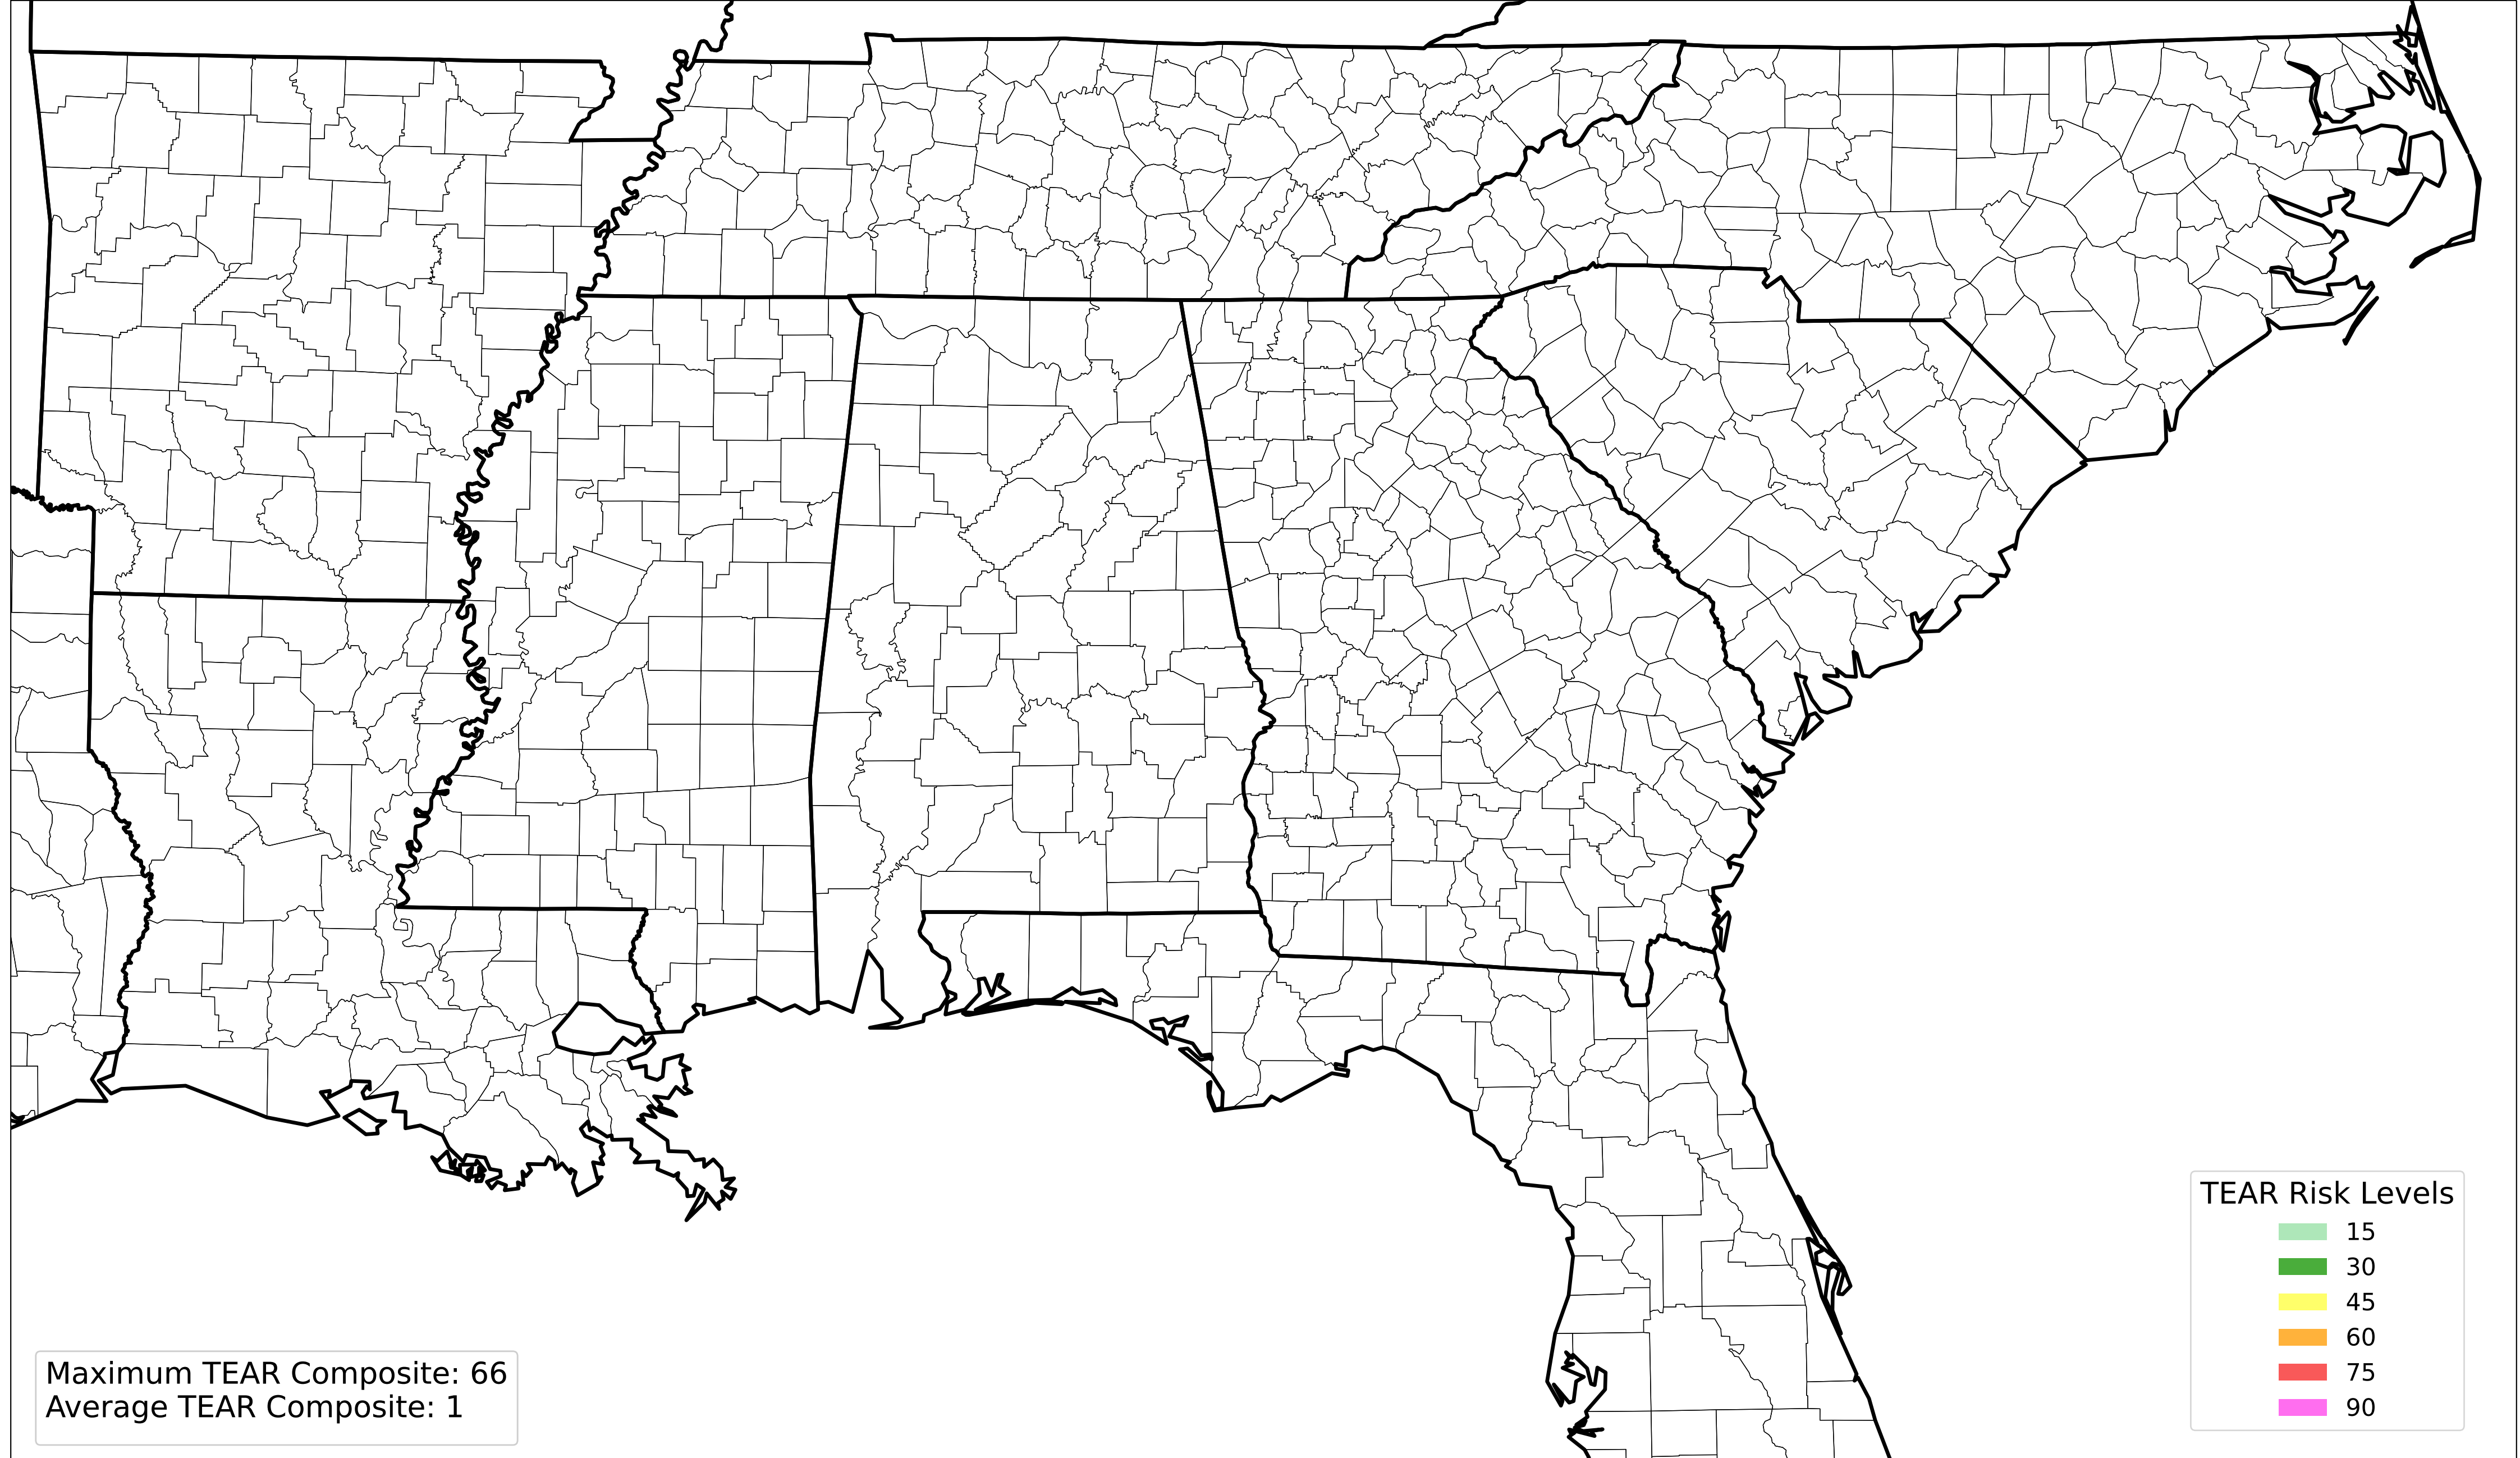 TEAR Risk Levels
15
30
45
60
75
90
Maximum TEAR Composite: 66
Average TEAR Composite: 1